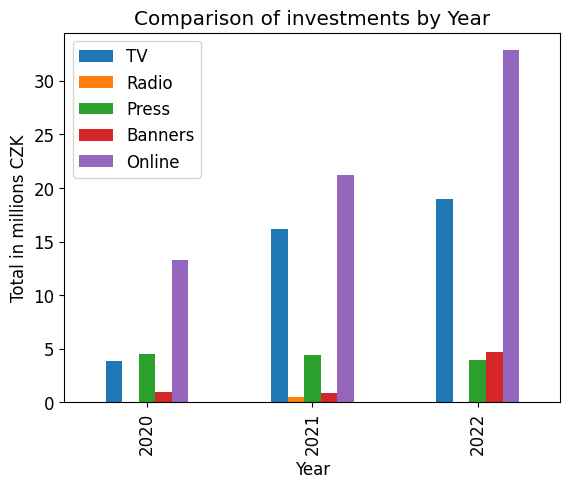 Comparison of investments by Year
TV
Radio
Press
Banners
Online
Total in millions CZK
30
25
20
15
10
5
0
2020
2021
2022
Year